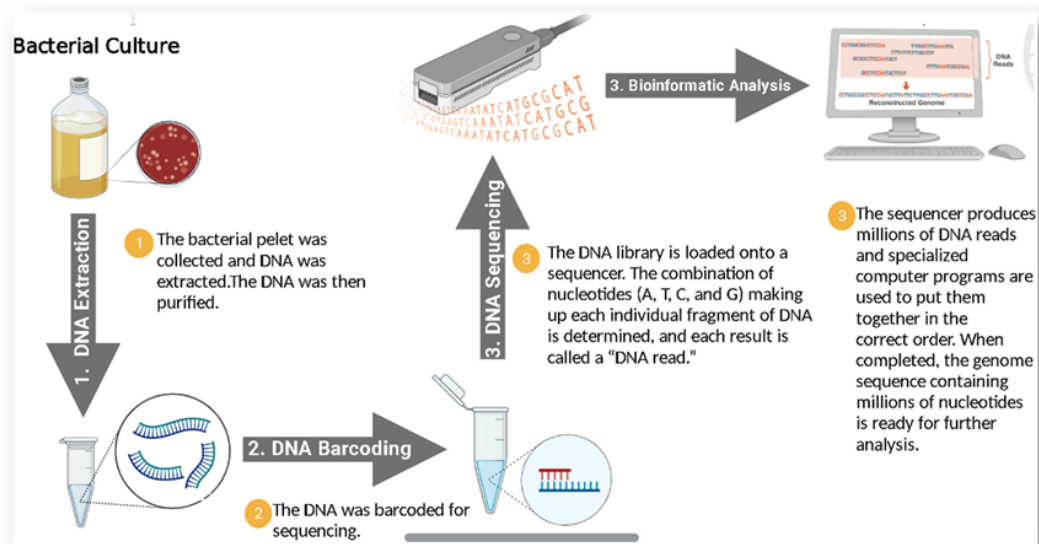 Bacterial Culture
1. DNA Extraction
1
The bacterial pelet was
collected and DNA was
extracted.The DNA was then
purified.
2. DNA Barcoding
2
The DNA was barcoded for
sequencing.
3. DNA Sequencing
3
The DNA library is loaded onto a
sequencer. The combination of
nucleotides (A, T, C, and G) making
up each individual fragment of DNA
is determined, and each result is
called a “DNA read.”
GAGTCAAATATCATGCGCAT
3. Bioinformatic Analysis
DNA
Reads
Reconstructed Genome
3
The sequencer produces
millions of DNA reads
and specialized
computer programs are
used to put them
together in the
correct order. When
completed, the genome
sequence containing
millions of nucleotides
is ready for further
analysis.